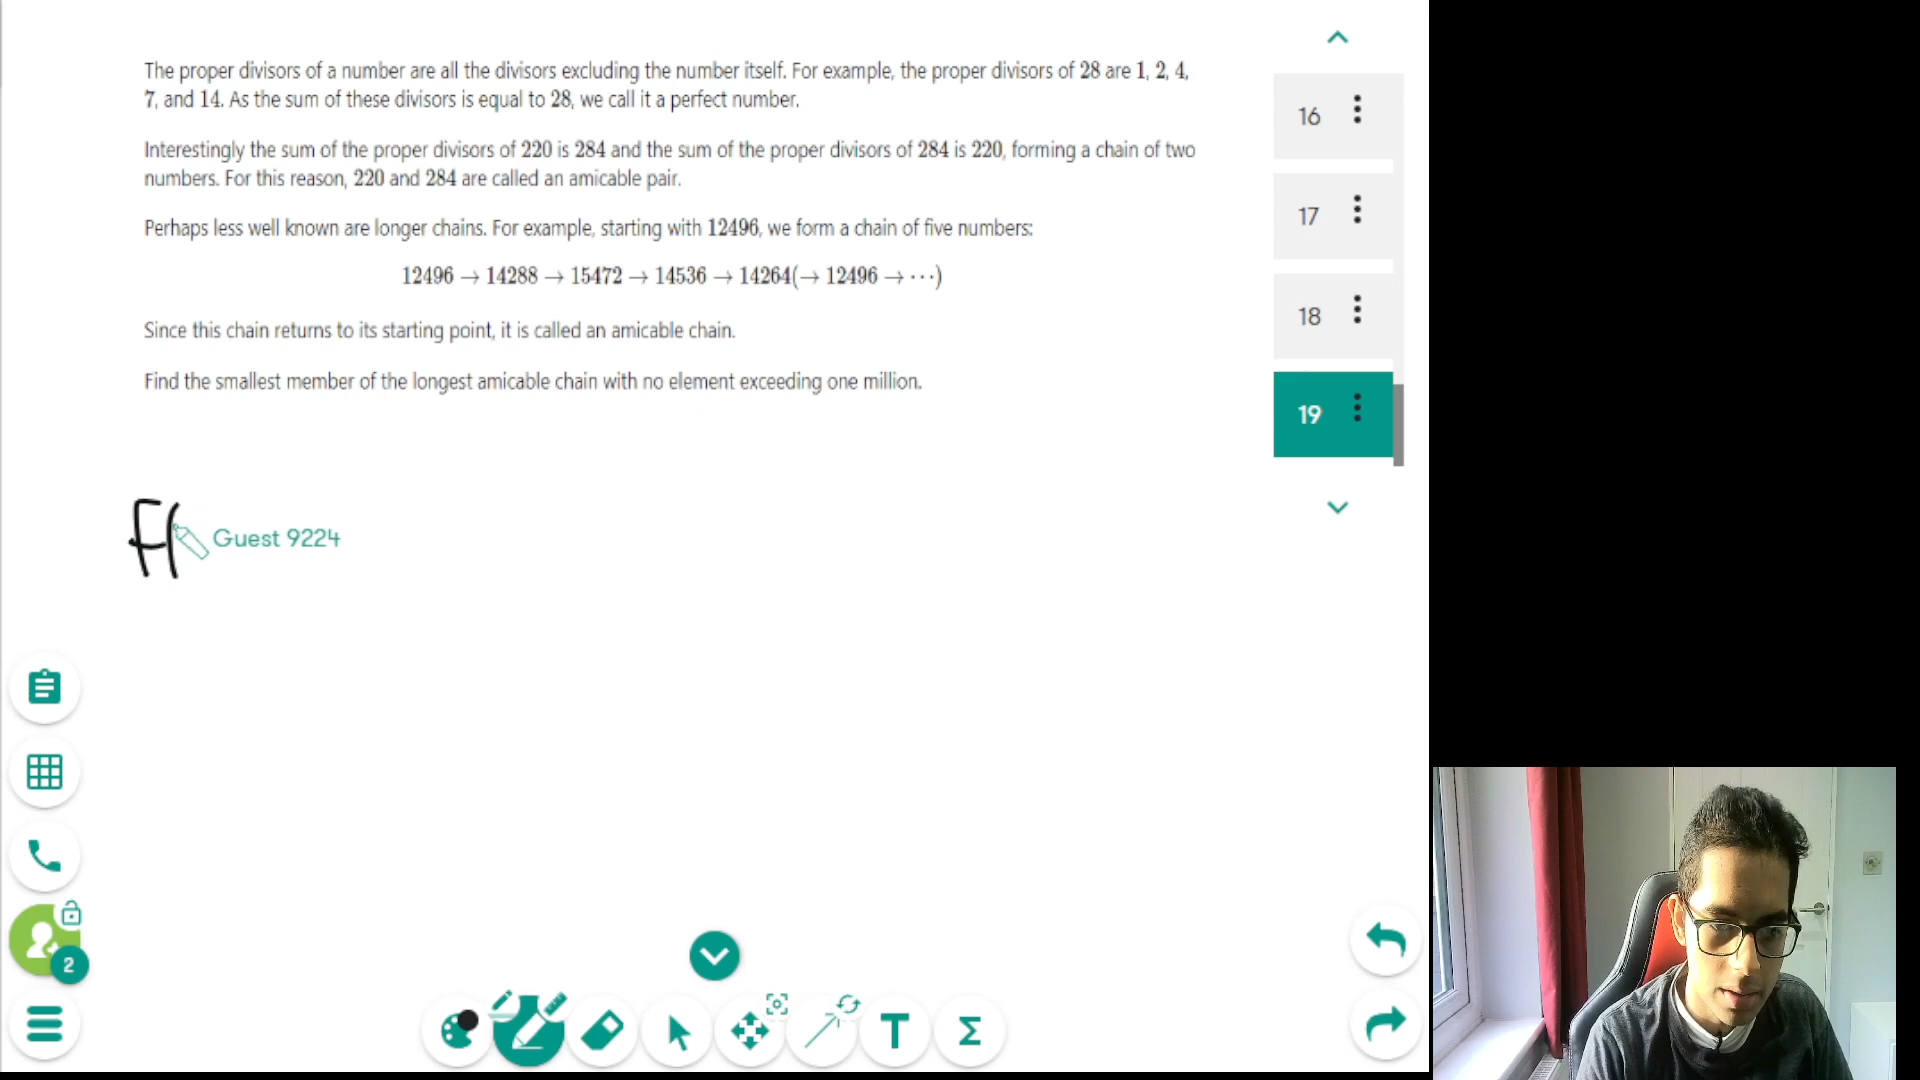 The proper divisors of a number are all the divisors excluding the number itself. For example, the proper divisors of 28 are 1, 2, 4,
7, and 14. As the sum of these divisors is equal to 28, we call it a perfect number.
Interestingly the sum of the proper divisors of 220 is 284 and the sum of the proper divisors of 284 is 220, forming a chain of two
numbers. For this reason, 220 and 284 are called an amicable pair.
Perhaps less well known are longer chains. For example, starting with 12496, we form a chain of five numbers:
12496 → 14288 → 15472 → 14536 → 14264(→ 12496 → ⋯)
Since this chain returns to its starting point, it is called an amicable chain.
Find the smallest member of the longest amicable chain with no element exceeding one million.
Guest 9224
16
17
18
19
2
T
Σ